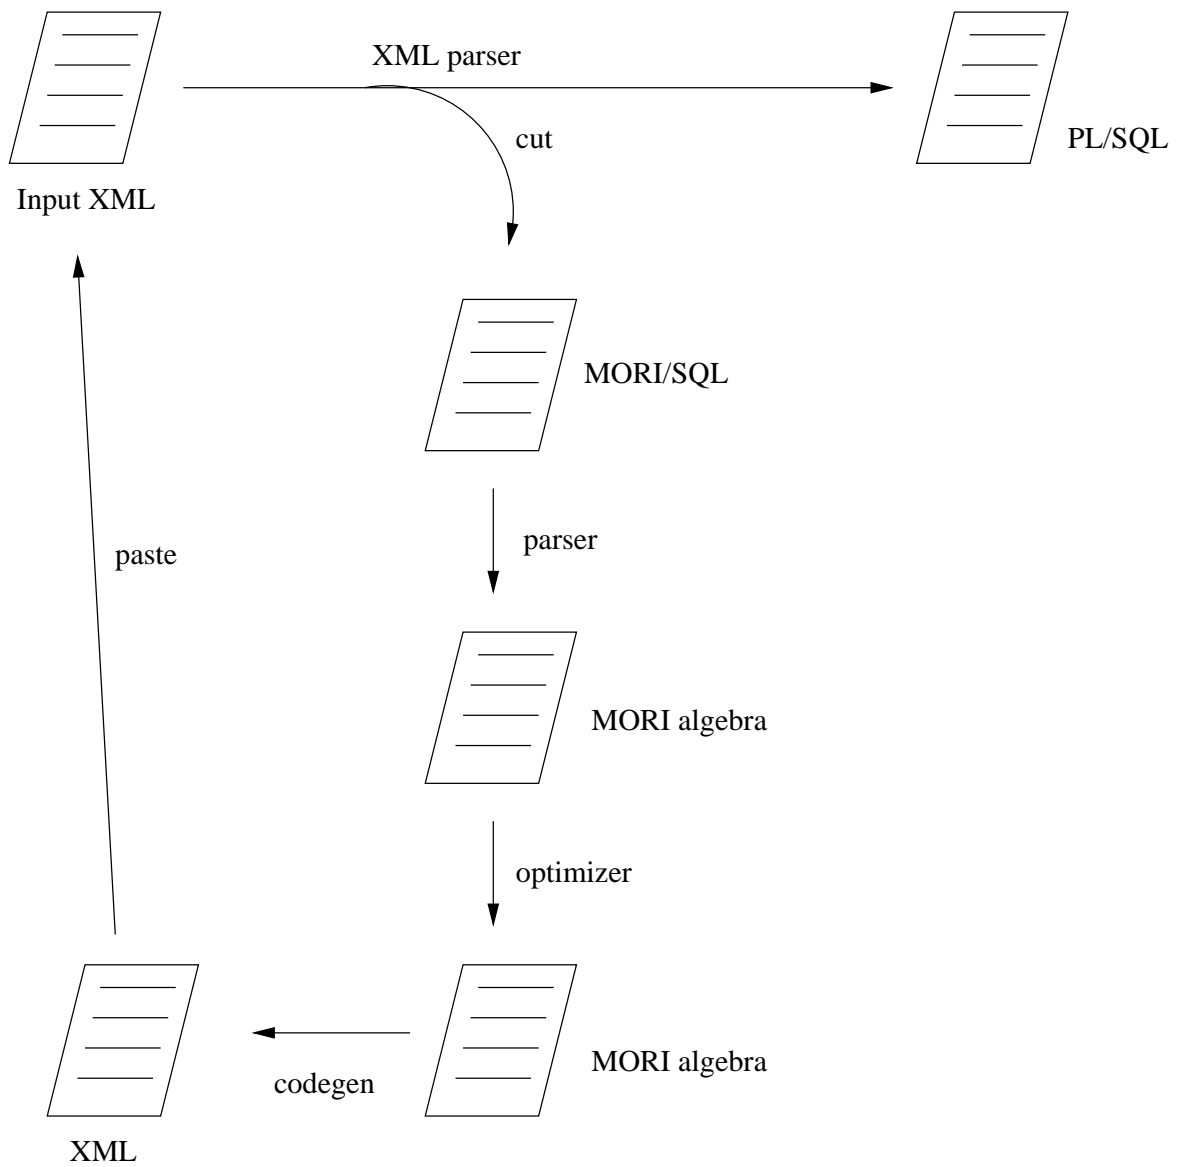 XML parser
cut
PL/SQL
Input XML
MORI/SQL
parser
paste
MORI algebra
optimizer
MORI algebra
codegen
XML